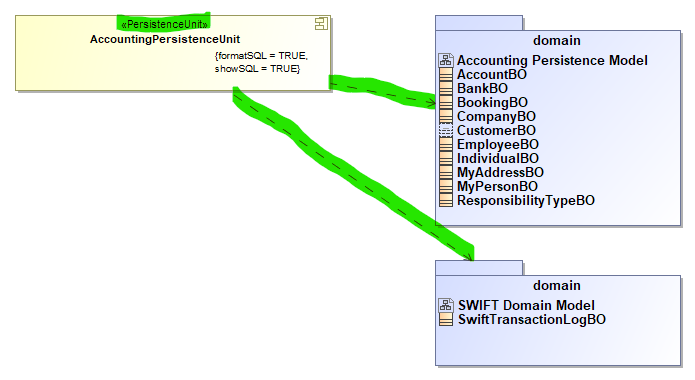 «PersistenceUnit»
AccountingPersistenceUnit
{formatSQL = TRUE,
showSQL = TRUE}
domain
Accounting Persistence Model
AccountBO
BankBO
BookingBO
CompanyBO
CustomerBO
EmployeeBO
IndividualBO
MyAddressBO
MyPersonBO
ResponsibilityTypeBO
domain
SWIFT Domain Model
SwiftTransactionLogBO